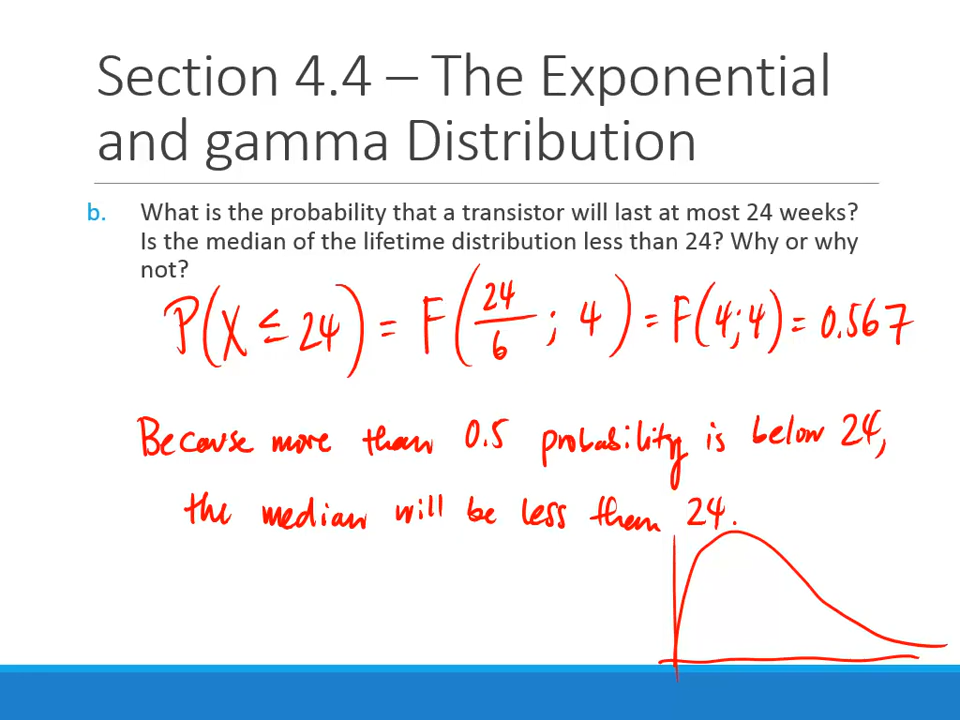 Section 4.4 – The Exponential
and gamma Distribution
b. What is the probability that a transistor will last at most 24 weeks?
Is the median of the lifetime distribution less than 24? Why or why
not?
P(X ≤ 24) = F(24/6 ; 4) = F(4;4) = 0.567
Because more than 0.5 probability is below 24,
the median will be less than 24.